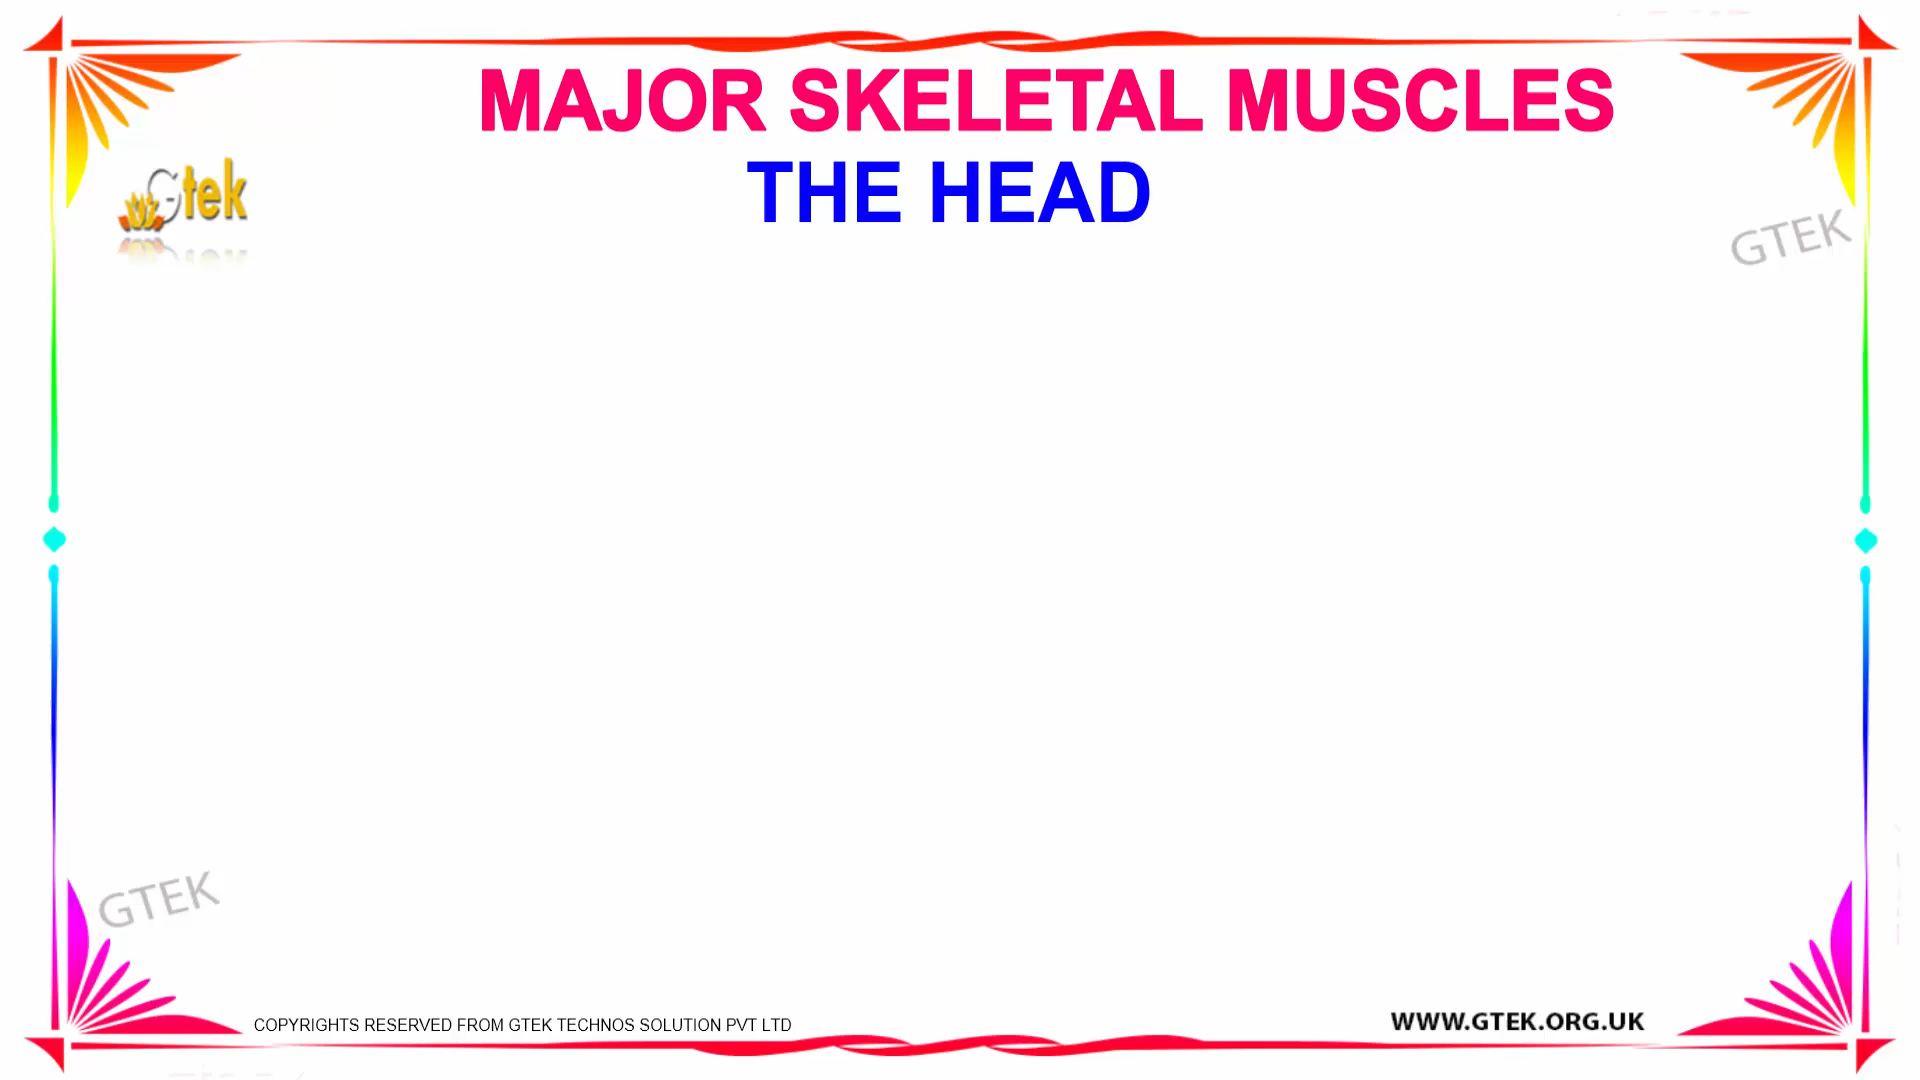 MAJOR SKELETAL MUSCLES
THE HEAD
Gtek
GTEK
GTEK
COPYRIGHTS RESERVED FROM GTEK TECHNOS SOLUTION PVT LTD
WWW.GTEK.ORG.UK